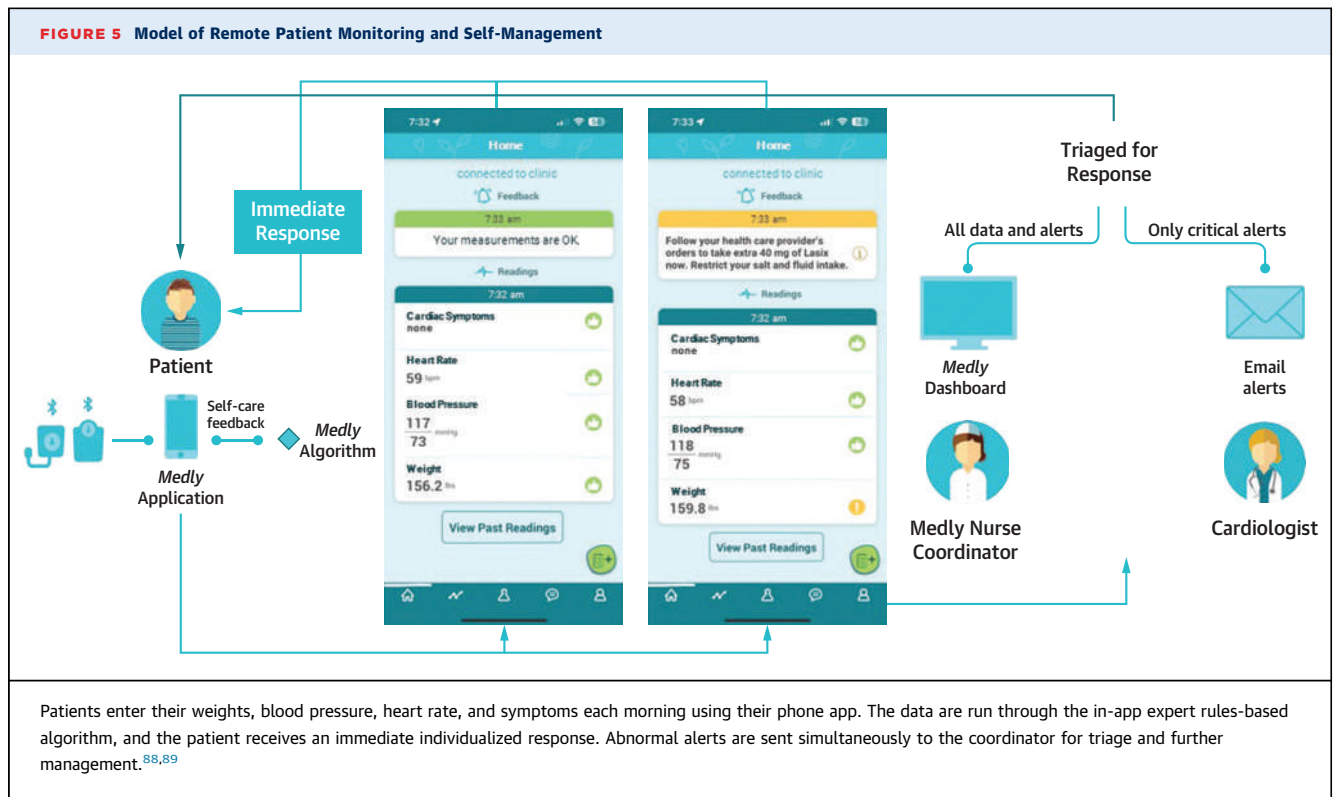 FIGURE 5 Model of Remote Patient Monitoring and Self-Management
Immediate
Response
Patient
Self-care
feedback
Medly
Algorithm
Medly
Application
7:32
58
Home
connected to clinic
Feedback
7:33 am
Your measurements are OK.
Readings
7:32 am
Cardiac Symptoms
none
Heart Rate
59 bpm
Blood Pressure
117
73 mmHg
Weight
156.2 lbs
View Past Readings
7:33
58
Home
connected to clinic
Feedback
7:33 am
Follow your health care provider's
orders to take extra 40 mg of Lasix
now. Restrict your salt and fluid intake.
Readings
7:32 am
Cardiac Symptoms
none
Heart Rate
58 bpm
Blood Pressure
118
75 mmHg
Weight
159.8 lbs
View Past Readings
Triaged for
Response
All data and alerts
Only critical alerts
Medly
Dashboard
Email
alerts
Medly Nurse
Coordinator
Cardiologist
Patients enter their weights, blood pressure, heart rate, and symptoms each morning using their phone app. The data are run through the in-app expert rules-based
algorithm, and the patient receives an immediate individualized response. Abnormal alerts are sent simultaneously to the coordinator for triage and further
management.88,89